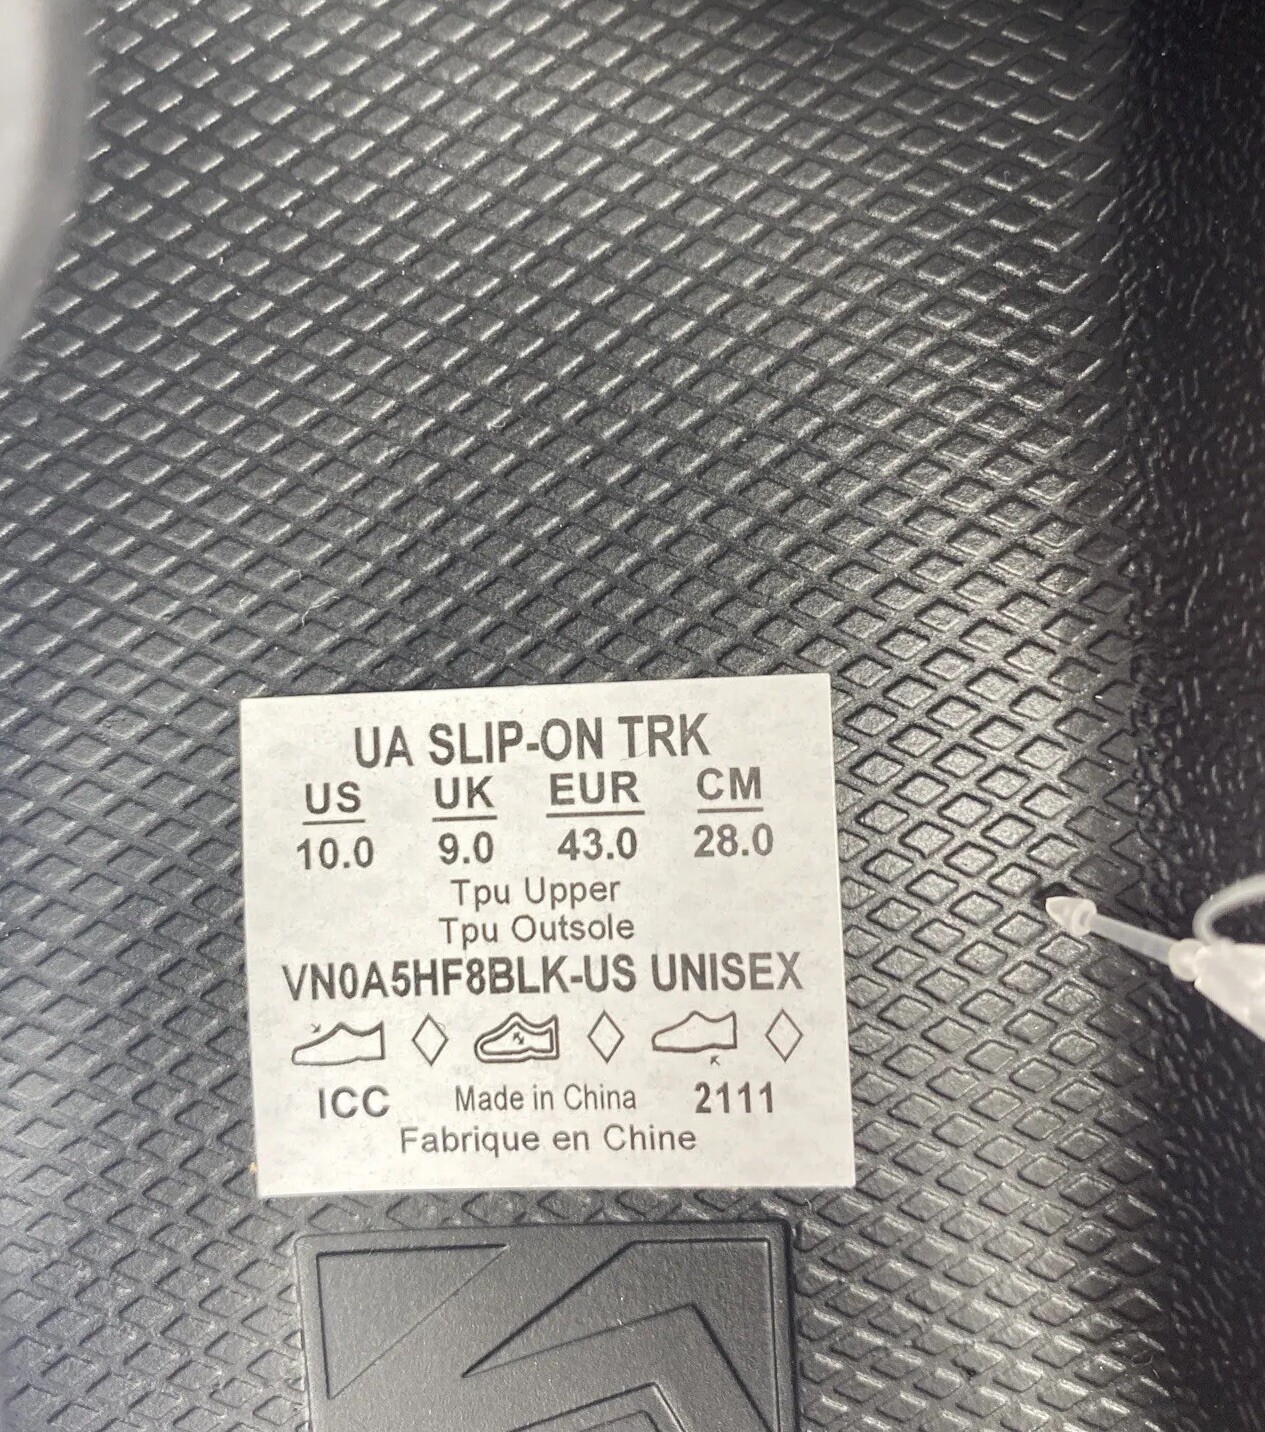 UA SLIP-ON TRK
US UK EUR CM
10.0 9.0 43.0 28.0
Tpu Upper
Tpu Outsole
VN0A5HF8BLK-US UNISEX
ICC Made in China 2111
Fabrique en Chine